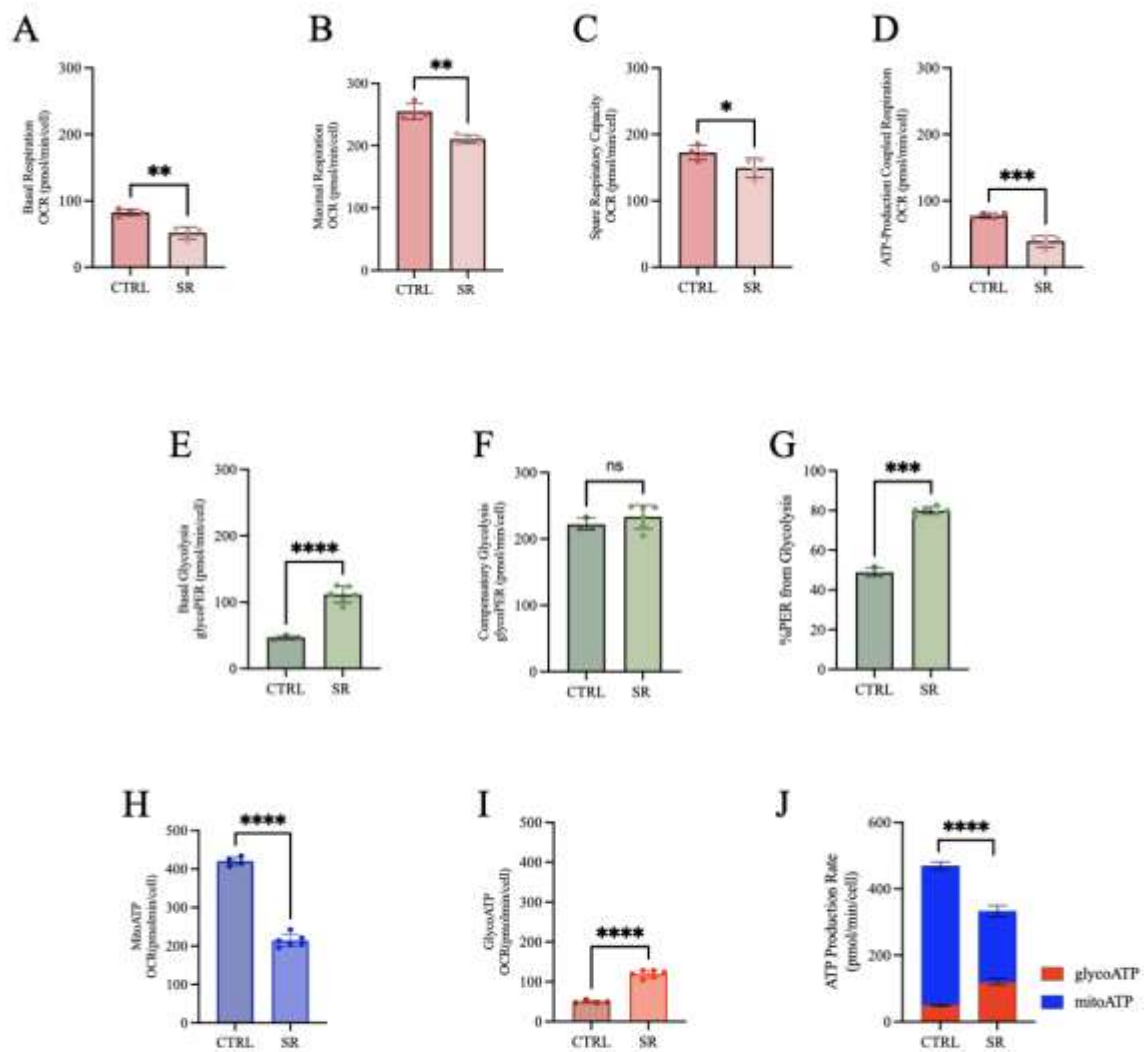 A
Basal Respiration
OCR (pmol/min/cell)
300
200
100
0
**
CTRL
SR
B
Maximal Respiration
OCR (pmol/min/cell)
300
200
100
0
**
CTRL
SR
C
Spare Respiratory Capacity
OCR (pmol/min/cell)
300
200
100
0
*
CTRL
SR
D
ATP-Production Coupled Respiration
OCR (pmol/min/cell)
300
200
100
0
***
CTRL
SR
E
Basal Glycolysis
glycoPER (pmol/min/cell)
300
200
100
0
****
CTRL
SR
F
Compensatory Glycolysis
glycoPER (pmol/min/cell)
300
200
100
0
ns
CTRL
SR
G
%PER from Glycolysis
100
80
60
40
20
0
***
CTRL
SR
H
MitoATP
OCR(pmolmin/cell)
500
400
300
200
100
0
****
CTRL
SR
I
GlycoATP
OCR(pmolmin/cell)
500
400
300
200
100
0
****
CTRL
SR
J
ATP Production Rate
(pmol/min/cell)
600
400
200
0
****
CTRL
SR
glycoATP
mitoATP